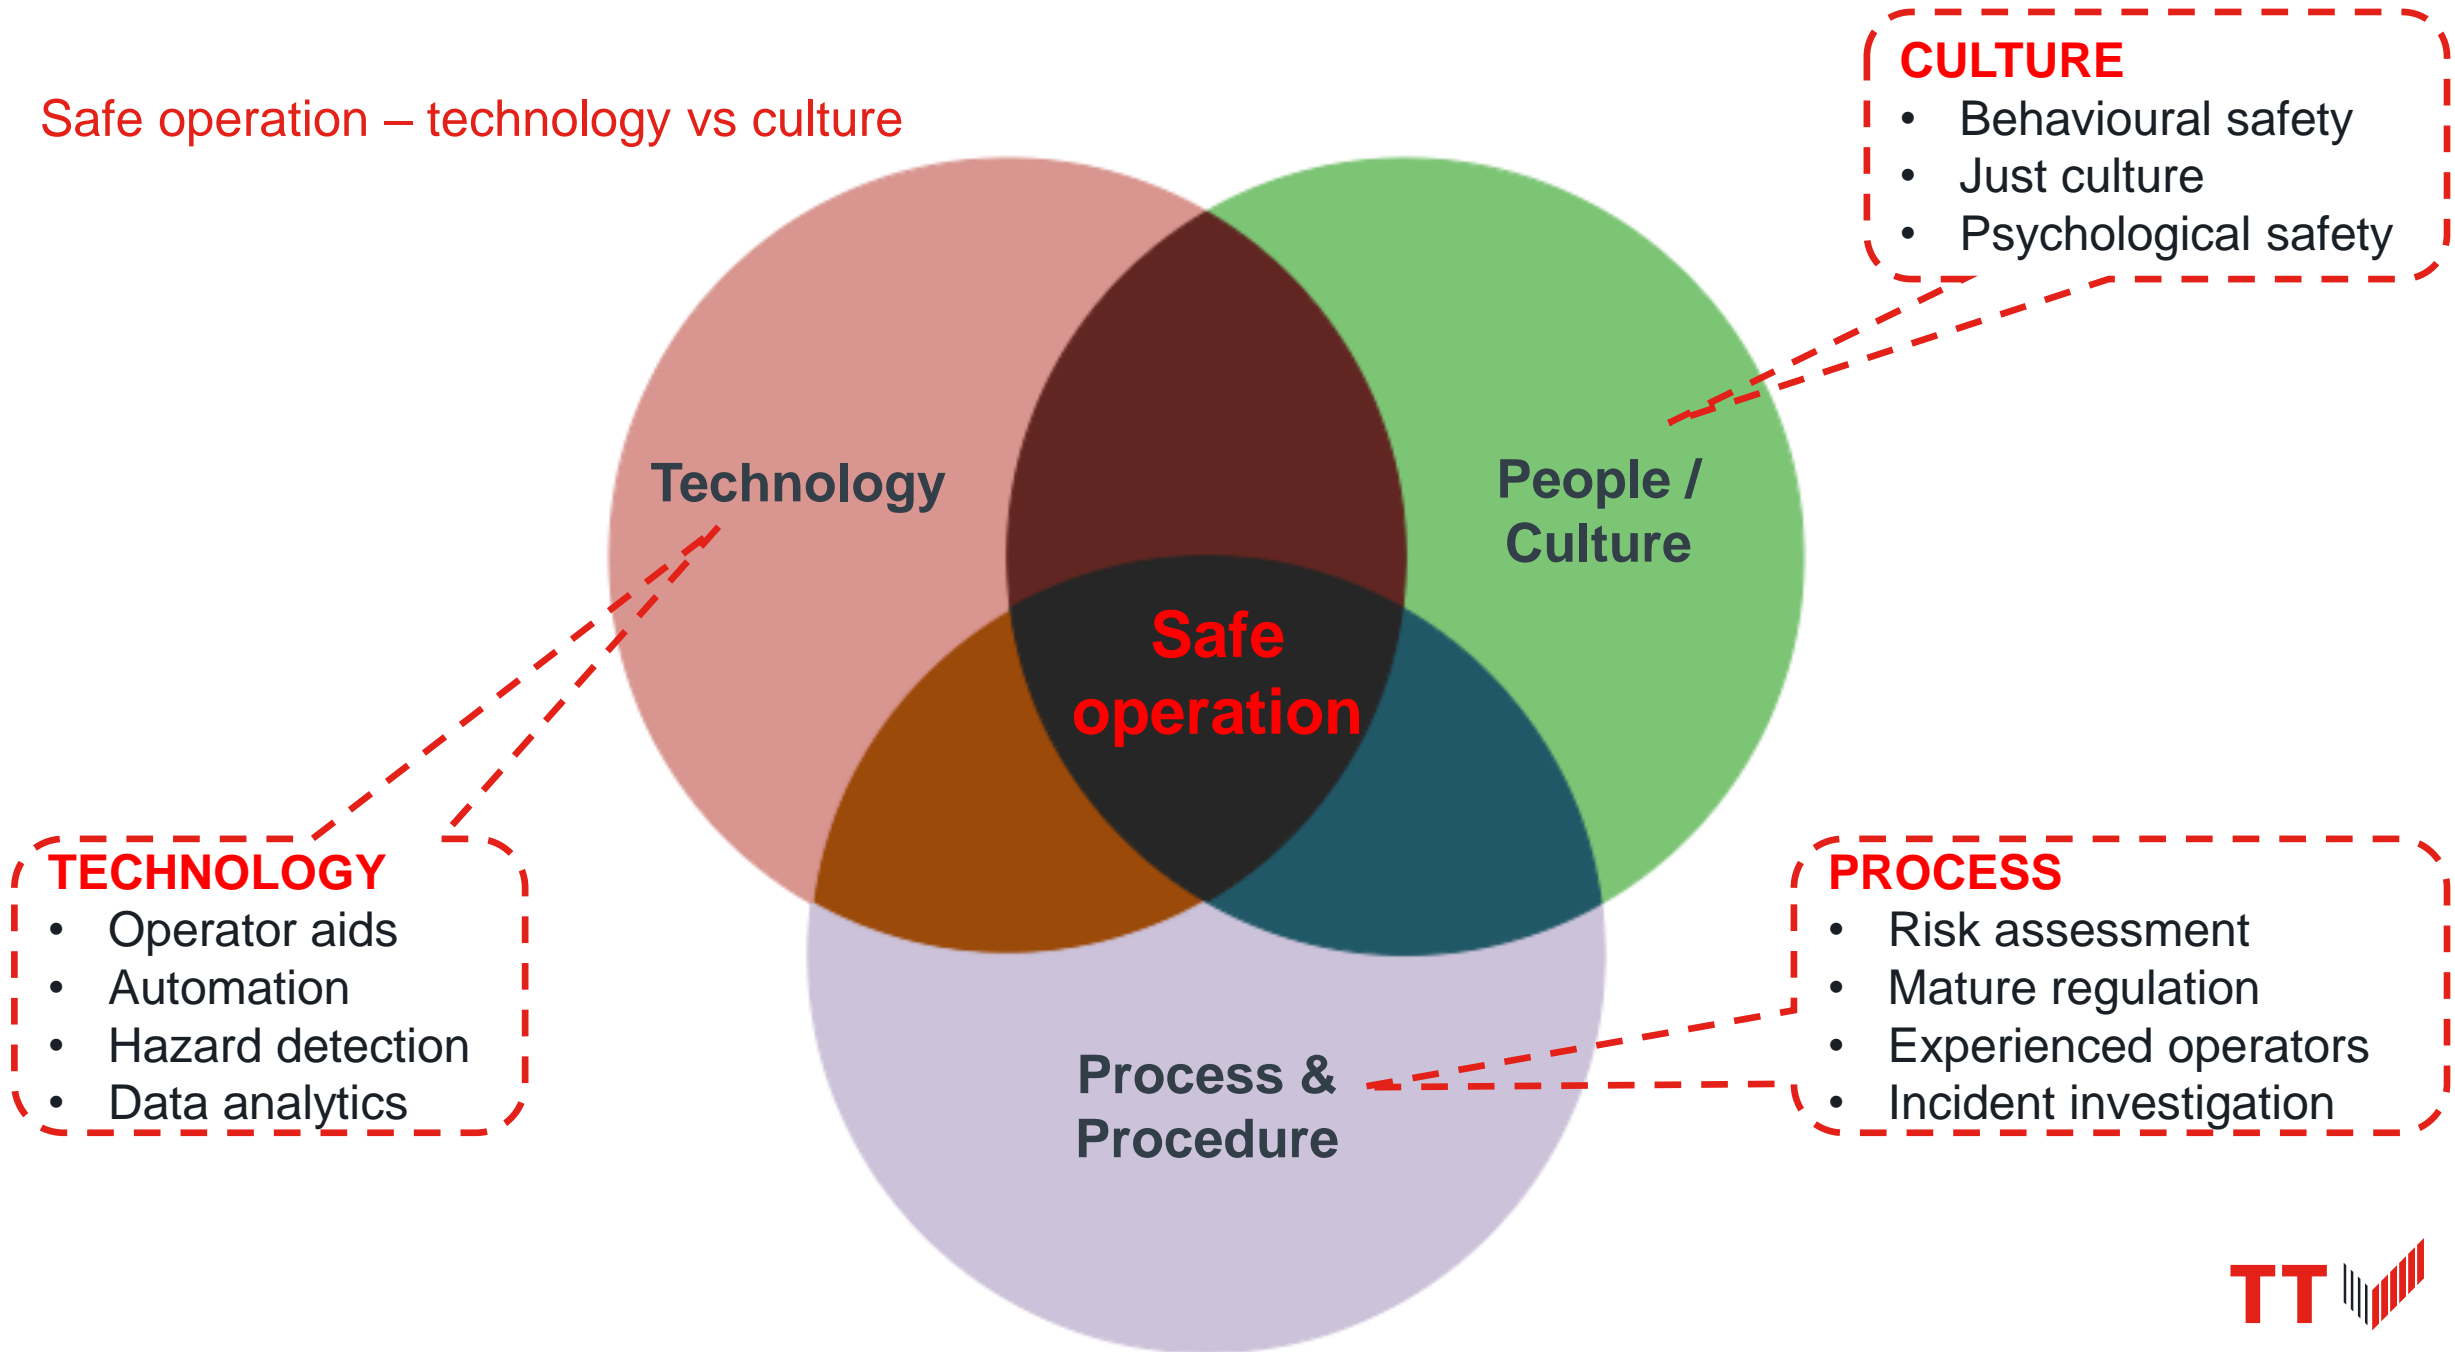 Safe operation – technology vs culture
CULTURE
• Behavioural safety
• Just culture
• Psychological safety
Technology
People /
Culture
Safe
operation
TECHNOLOGY
• Operator aids
• Automation
• Hazard detection
• Data analytics
PROCESS
• Risk assessment
• Mature regulation
• Experienced operators
• Incident investigation
Process &
Procedure
TT